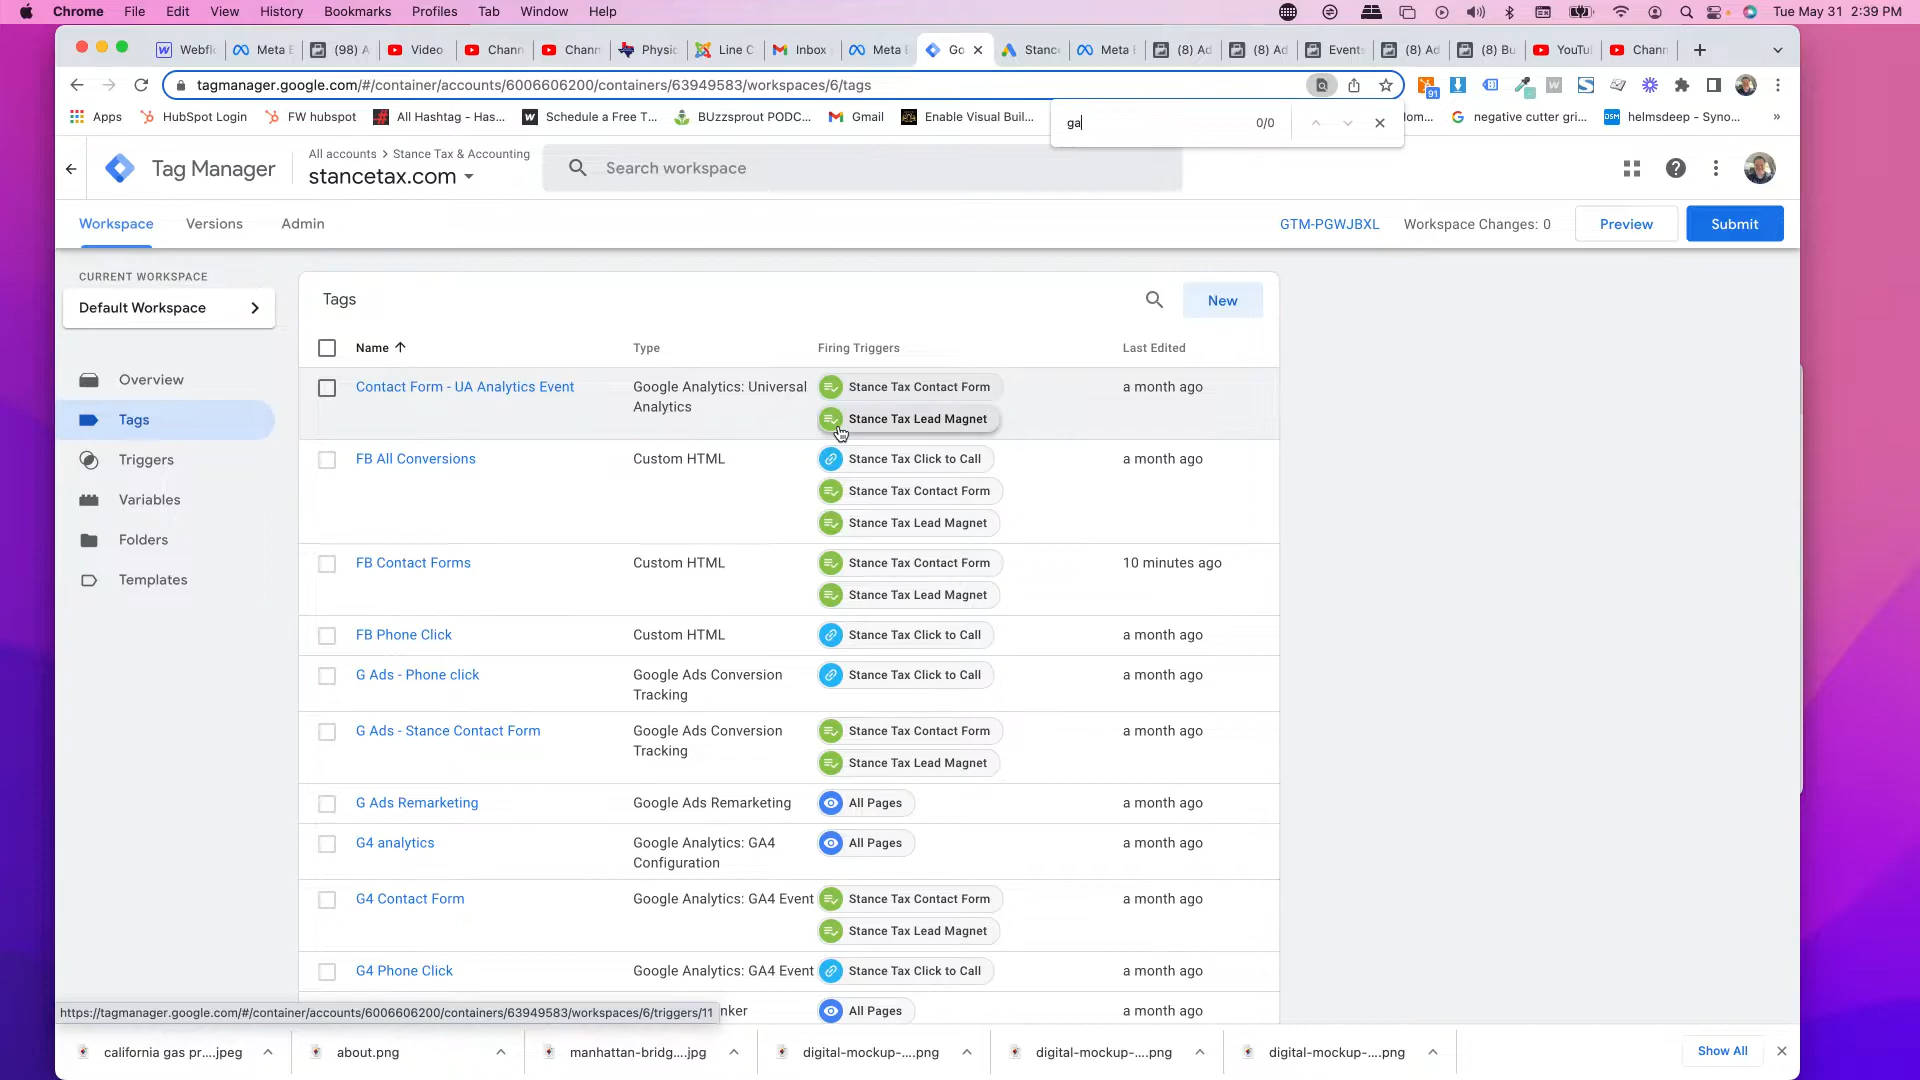 Chrome File Edit View History Bookmarks Profiles Tab Window Help Tue May 31 2:39 PM
Webfl Meta E (98) A Video Chann Chann Physic Line C Inbox Meta E Go Stanc Meta E (8) Ad (8) Ad Events (8) Ad (8) Bu YouTu Chann
tagmanager.google.com/#/container/accounts/6006606200/containers/63949583/workspaces/6/tags 91
Apps HubSpot Login FW hubspot All Hashtag - Has... Schedule a Free T... BUzzsprout PODC... Gmail Enable Visual Buil... lom... negative cutter gri... DSM helmsdeep - Syno... »
ga 0/0
Tag Manager
All accounts > Stance Tax & Accounting
stancetax.com
Search workspace
Workspace Versions Admin GTM-PGWJBXL Workspace Changes: 0 Preview Submit
CURRENT WORKSPACE
Default Workspace
Overview
Tags
Triggers
Variables
Folders
Templates
Tags New
Name Type Firing Triggers Last Edited
Contact Form - UA Analytics Event Google Analytics: Universal Stance Tax Contact Form a month ago
Analytics Stance Tax Lead Magnet
FB All Conversions Custom HTML Stance Tax Click to Call a month ago
Stance Tax Contact Form
Stance Tax Lead Magnet
FB Contact Forms Custom HTML Stance Tax Contact Form 10 minutes ago
Stance Tax Lead Magnet
FB Phone Click Custom HTML Stance Tax Click to Call a month ago
G Ads - Phone click Google Ads Conversion Stance Tax Click to Call a month ago
Tracking
G Ads - Stance Contact Form Google Ads Conversion Stance Tax Contact Form a month ago
Tracking Stance Tax Lead Magnet
G Ads Remarketing Google Ads Remarketing All Pages a month ago
G4 analytics Google Analytics: GA4 All Pages a month ago
Configuration
G4 Contact Form Google Analytics: GA4 Event Stance Tax Contact Form a month ago
Stance Tax Lead Magnet
G4 Phone Click Google Analytics: GA4 Event Stance Tax Click to Call a month ago
nker All Pages a month ago
https://tagmanager.google.com/#/container/accounts/6006606200/containers/63949583/workspaces/6/triggers/11
california gas pr....jpeg about.png manhattan-bridg....jpg digital-mockup-....png digital-mockup-....png digital-mockup-....png Show All